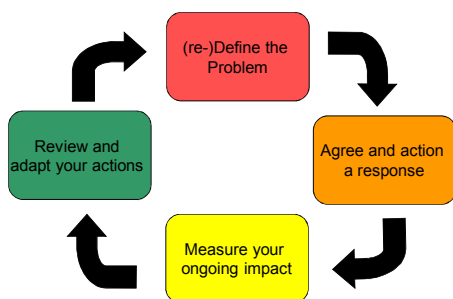 (re-)Define the
Problem
Agree and action
a response
Measure your
ongoing impact
Review and
adapt your actions